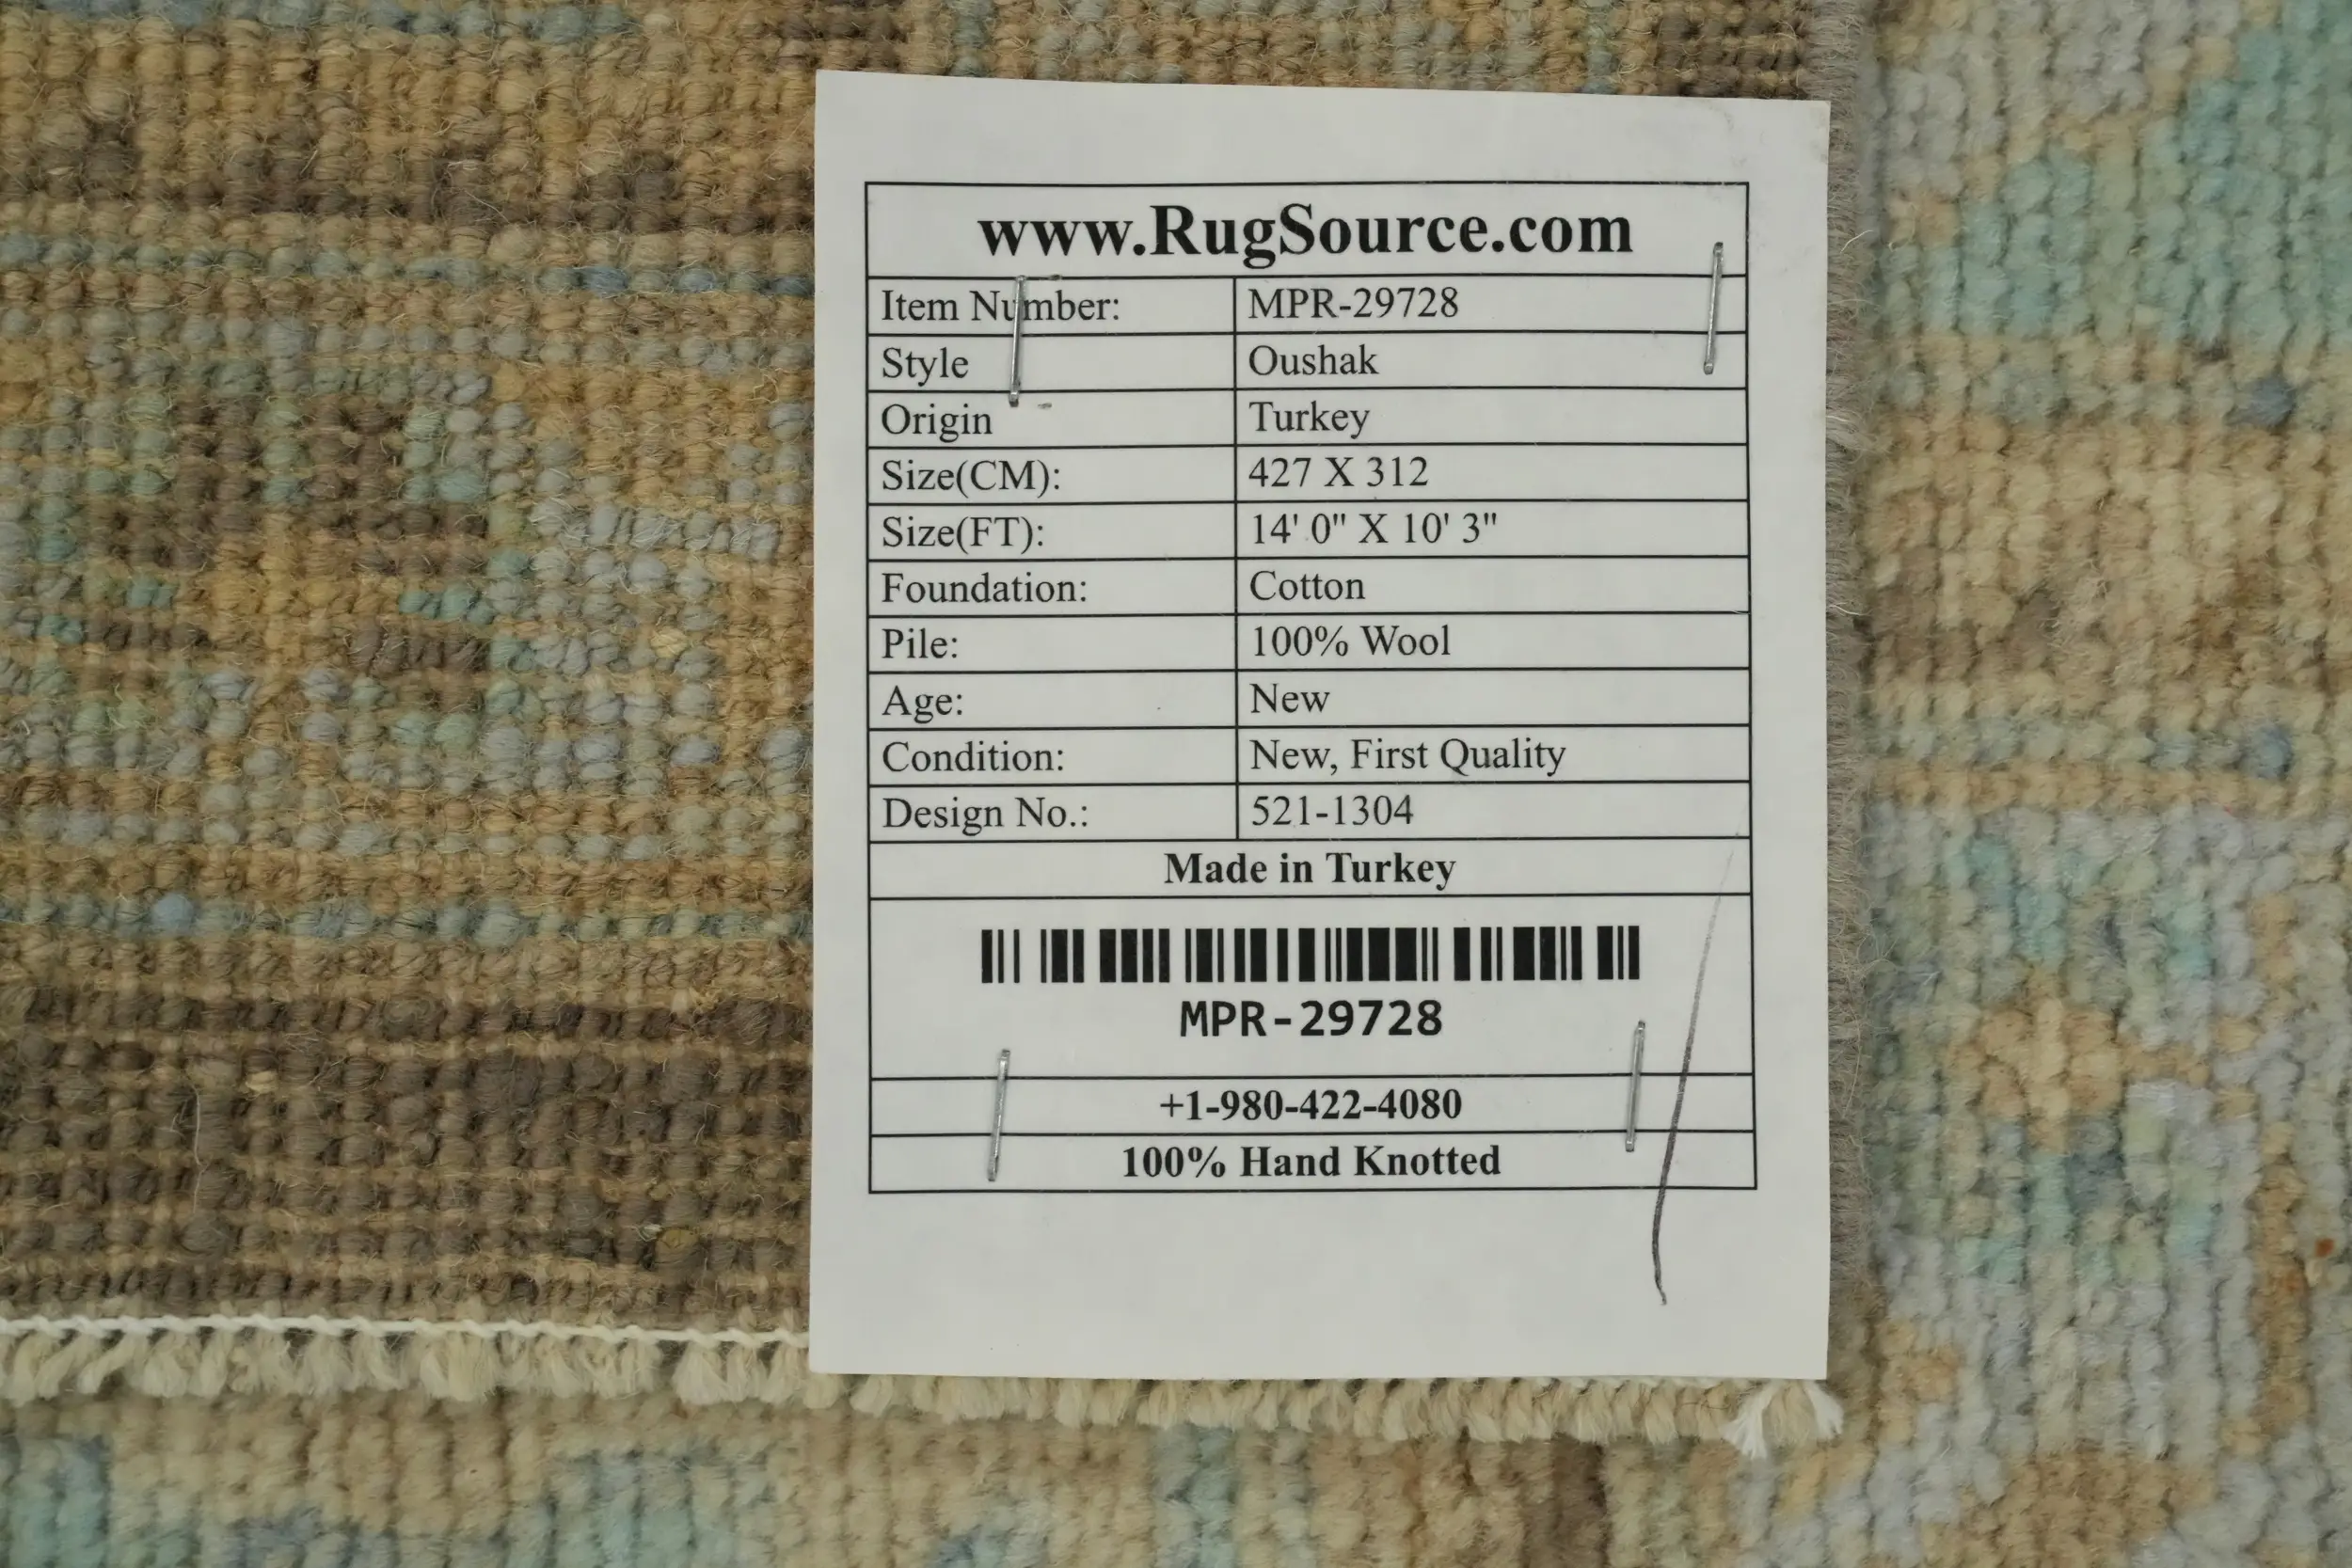 www.RugSource.com
Item Number: MPR-29728
Style Oushak
Origin Turkey
Size(CM): 427 X 312
Size(FT): 14' 0" X 10' 3"
Foundation: Cotton
Pile: 100% Wool
Age: New
Condition: New, First Quality
Design No.: 521-1304
Made in Turkey
MPR-29728
+1-980-422-4080
100% Hand Knotted